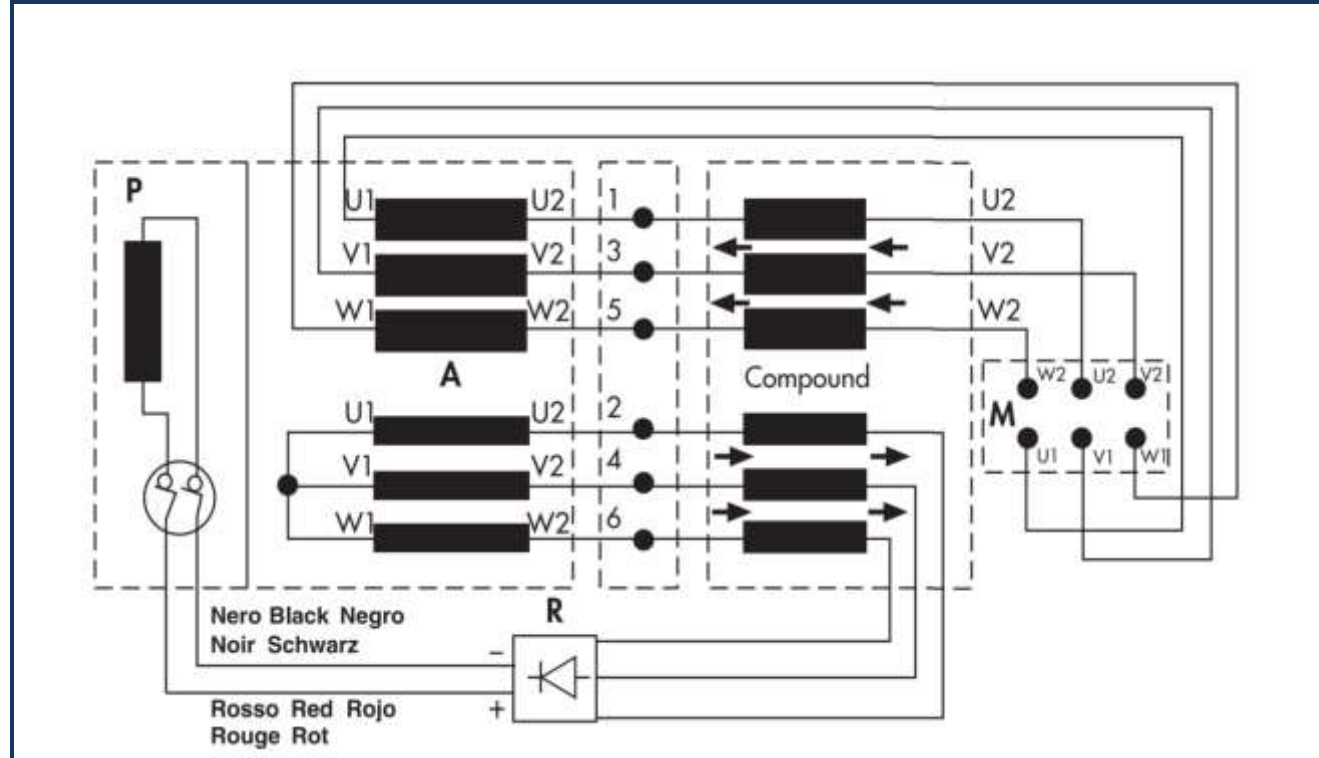 P
U1 U2 1 U2
V1 V2 3 V2
W1 W2 5 W2
A
Compound
W2 U2 V2
M
U1 V1 W1
U1 U2 2
V1 V2 4
W1 W2 6
Nero Black Negro
Noir Schwarz
R
–
+
Rosso Red Rojo
Rouge Rot